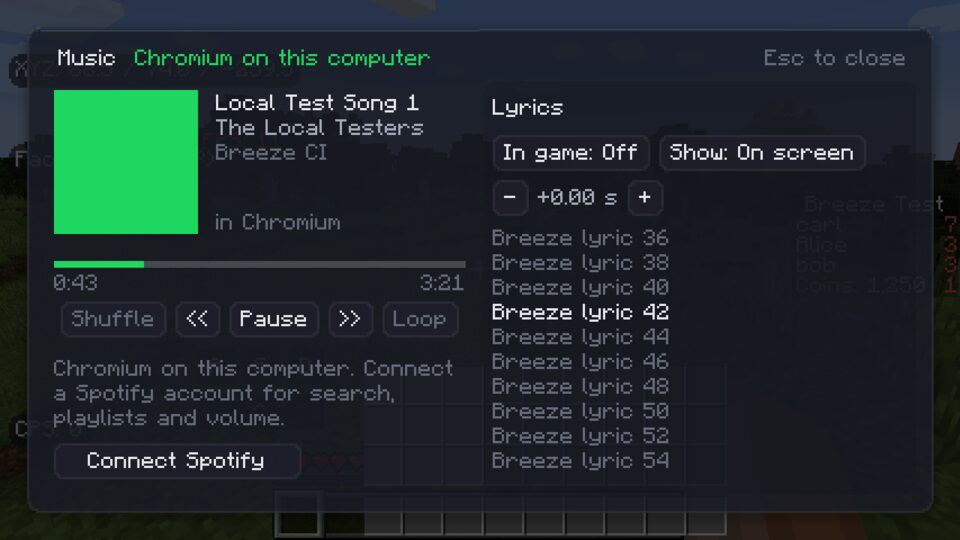 Music Chromium on this computer
Esc to close
Local Test Song 1
The Local Testers
Breeze CI
in Chromium
0:43 3:21
Shuffle << Pause >> Loop
Chromium on this computer. Connect
a Spotify account for search,
playlists and volume.
Connect Spotify
Lyrics
In game: Off Show: On screen
- +0.00 s +
Breeze lyric 36
Breeze lyric 38
Breeze lyric 40
Breeze lyric 42
Breeze lyric 44
Breeze lyric 46
Breeze lyric 48
Breeze lyric 50
Breeze lyric 52
Breeze lyric 54
Breeze Test
carl 7
Alice 3
bob 3
Coins: 1,250 1